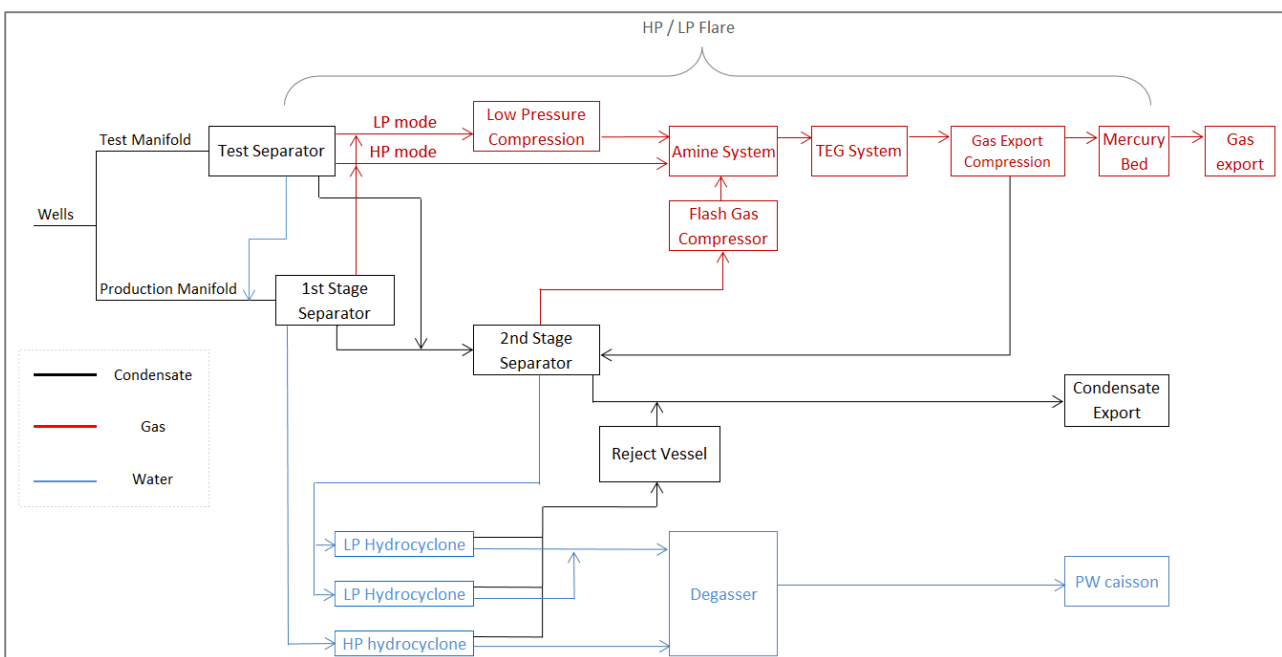 HP / LP Flare
LP mode
Low Pressure
Compression
Test Manifold
Test Separator
HP mode
Amine System
TEG System
Gas Export
Compression
Mercury
Bed
Gas
export
Wells
Flash Gas
Compressor
Production Manifold
1st Stage
Separator
2nd Stage
Separator
Condensate
Gas
Water
Condensate
Export
Reject Vessel
LP Hydrocyclone
LP Hydrocyclone
HP hydrocyclone
Degasser
PW caisson